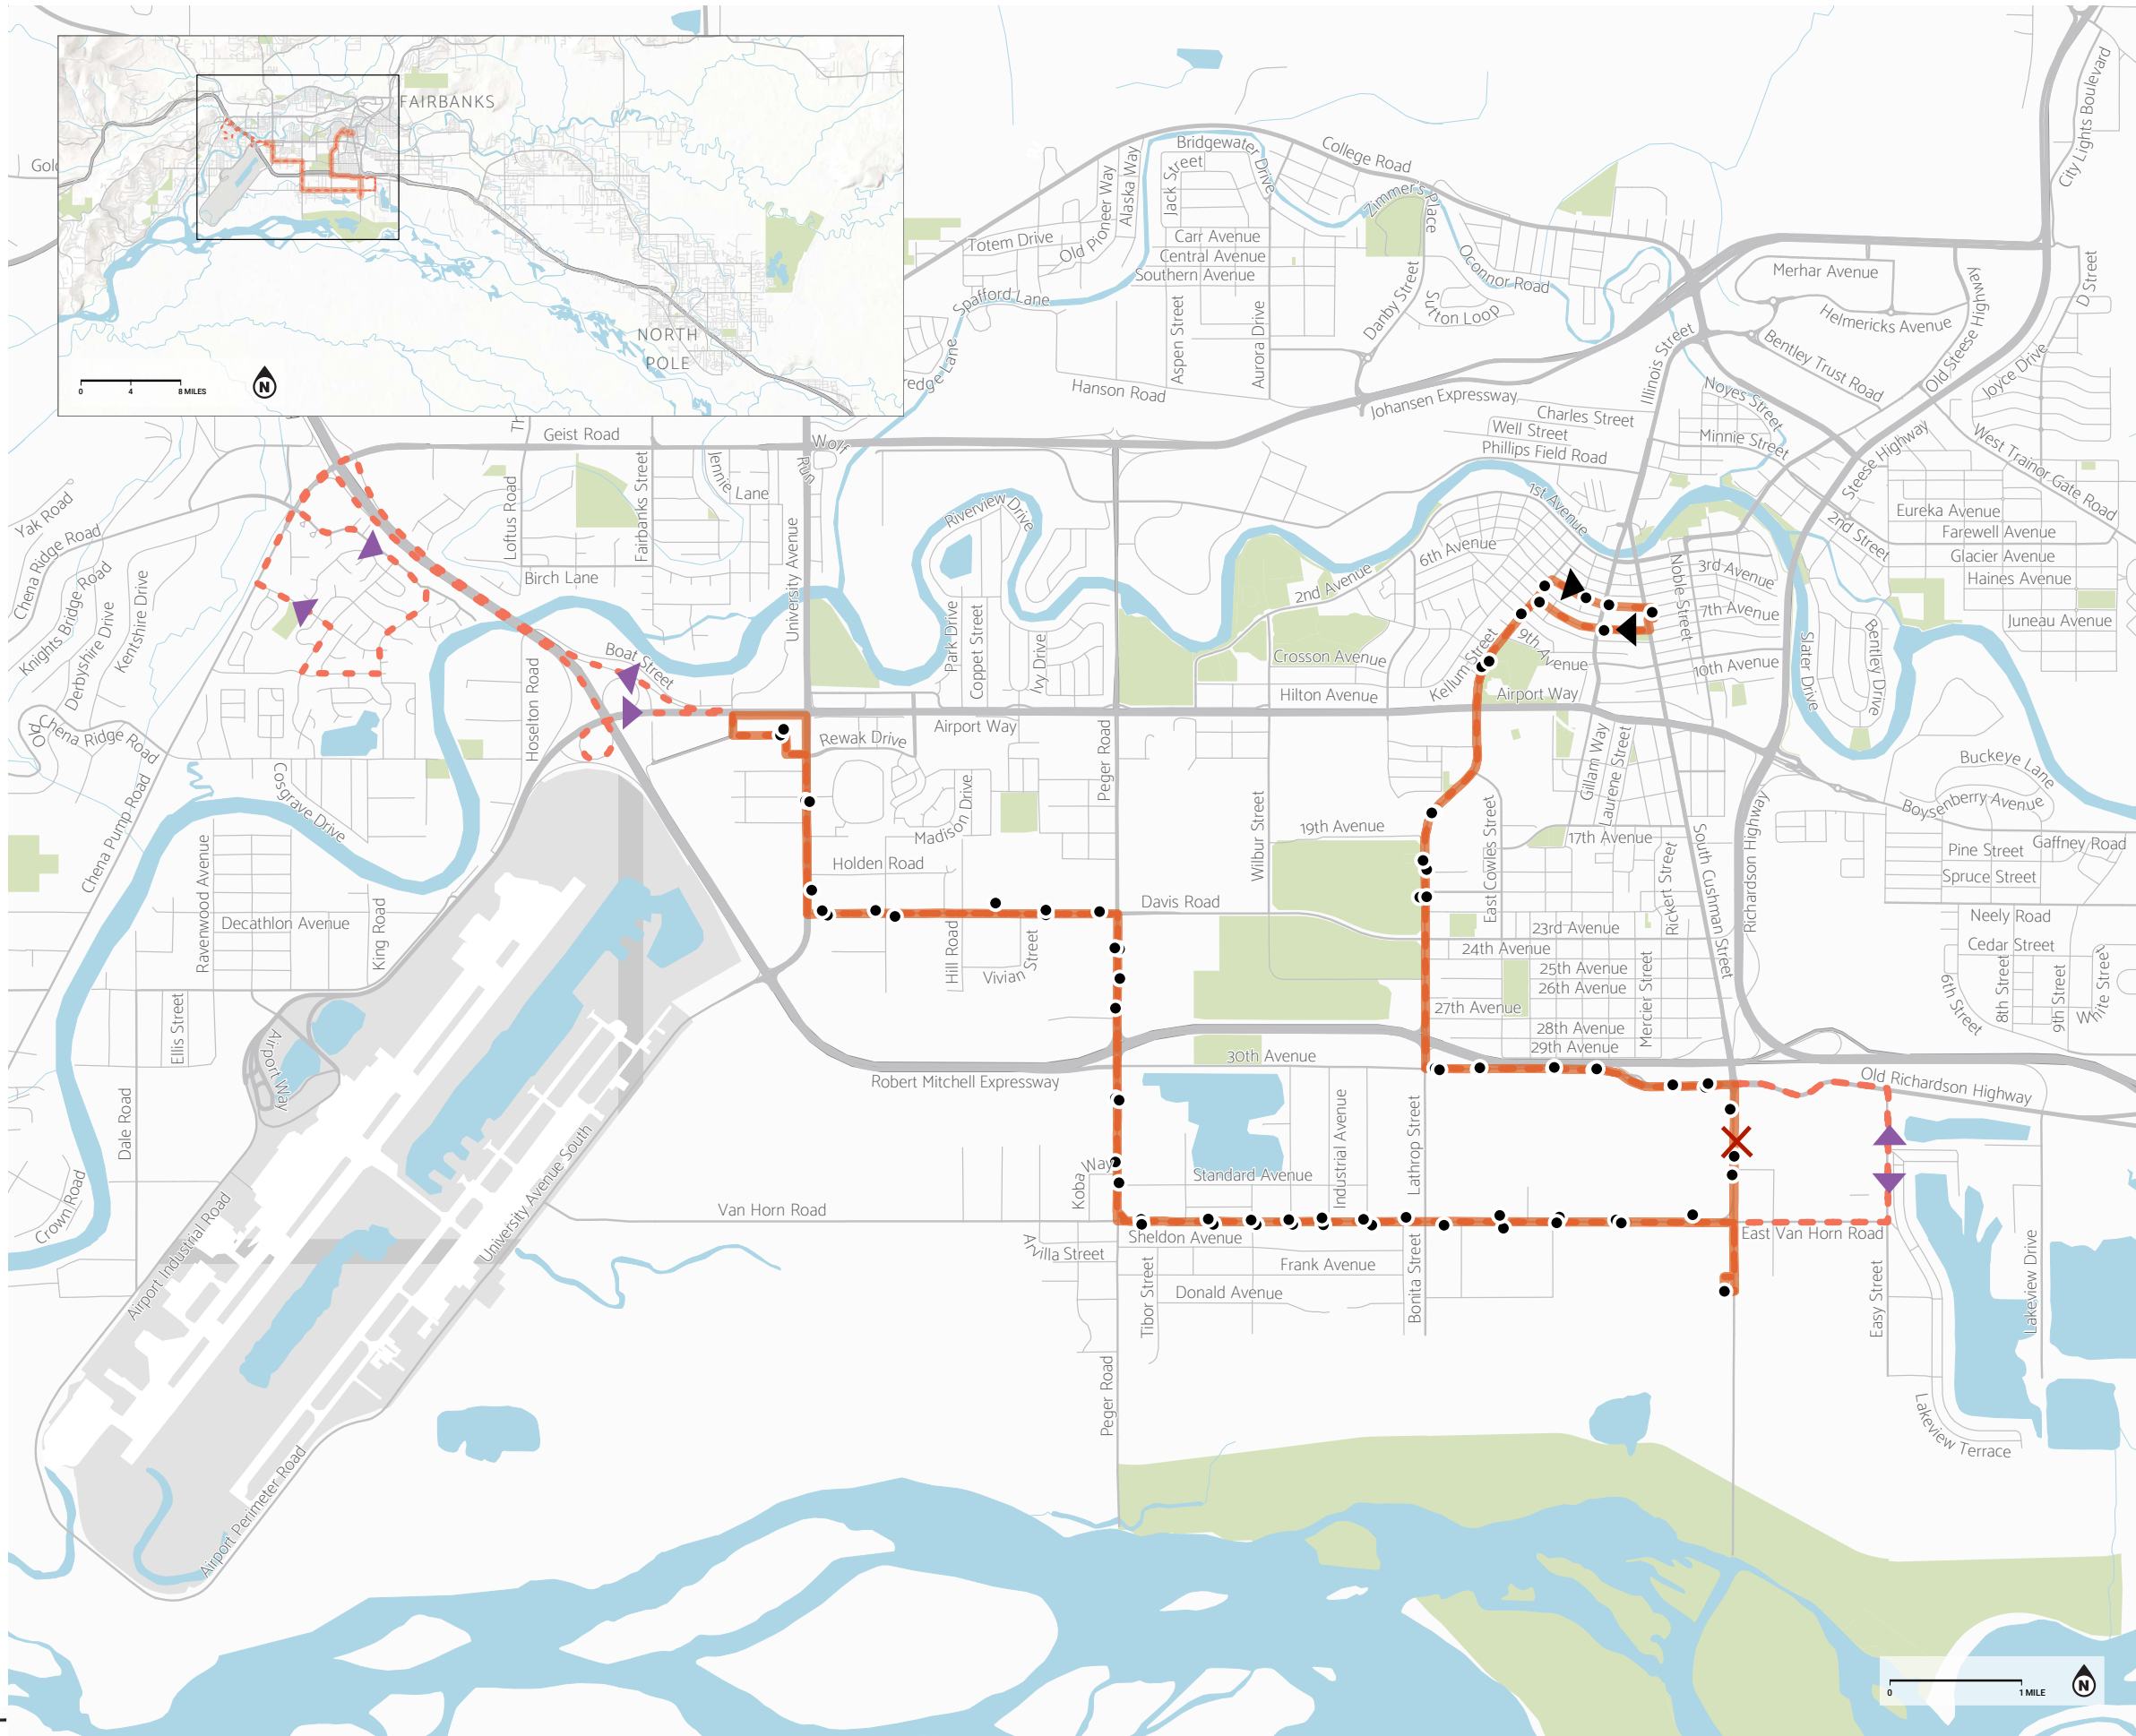 FAIRBANKS
NORTH
POLE
0 4 8 MILES
N
Gold
City Lights Boulevard
Bridgewater Drive
College Road
Jack Street
Alaska Way
Old Pioneer Way
Zimmer's Place
Totem Drive
Carr Avenue
Central Avenue
Southern Avenue
Oconnor Road
Merhar Avenue
D Street
Spafford Lane
Sutton Loop
Danby Street
Helmericks Avenue
Old Steese Highway
Aspen Street
Aurora Drive
Illinois Street
Bentley Trust Road
Joyce Drive
redge Lane
Hanson Road
Johansen Expressway
Noyes Street
Charles Street
Well Street
Phillips Field Road
Minnie Street
Geist Road
Wolf
Run
Th
Steese Highway
West Trainor Gate Road
Jennie Lane
Fairbanks Street
Loftus Road
Yak Road
Chena Ridge Road
Riverview Drive
1st Avenue
6th Avenue
2nd Avenue
Eureka Avenue
Farewell Avenue
Glacier Avenue
Haines Avenue
Juneau Avenue
2nd Street
University Avenue
Birch Lane
Knights Bridge Road
Derbyshire Drive
Kentshire Drive
Noble Street
3rd Avenue
7th Avenue
10th Avenue
9th Avenue
Kellum Street
Crosson Avenue
Hilton Avenue
Airport Way
Park Drive
Coppet Street
Ivy Drive
Boat Street
Hoselton Road
Slater Drive
Bentley Drive
Old Chena Ridge Road
Airport Way
Rewak Drive
Peger Road
Gillam Way
Laurene Street
Buckeye Lane
Boysenberry Avenue
Cosgrave Drive
Chena Pump Road
Madison Drive
Wilbur Street
19th Avenue
East Cowles Street
17th Avenue
Rickert Street
South Cushman Street
Richardson Highway
Pine Street
Gaffney Road
Spruce Street
Holden Road
Davis Road
Ravenwood Avenue
Decathlon Avenue
King Road
Hill Road
Vivian Street
23rd Avenue
24th Avenue
25th Avenue
26th Avenue
27th Avenue
28th Avenue
29th Avenue
Mercier Street
Neely Road
Cedar Street
6th Street
8th Street
9th Street
White Street
Ellis Street
Airport Way
30th Avenue
Robert Mitchell Expressway
Old Richardson Highway
Dale Road
Industrial Avenue
Lathrop Street
Standard Avenue
Koba Way
Crown Road
University Avenue South
Airport Industrial Road
Van Horn Road
East Van Horn Road
Arvilla Street
Sheldon Avenue
Frank Avenue
Donald Avenue
Bonita Street
Tibor Street
Easy Street
Lakeview Drive
Peger Road
Lakeview Terrace
Airport Perimeter Road
0 1 MILE
N